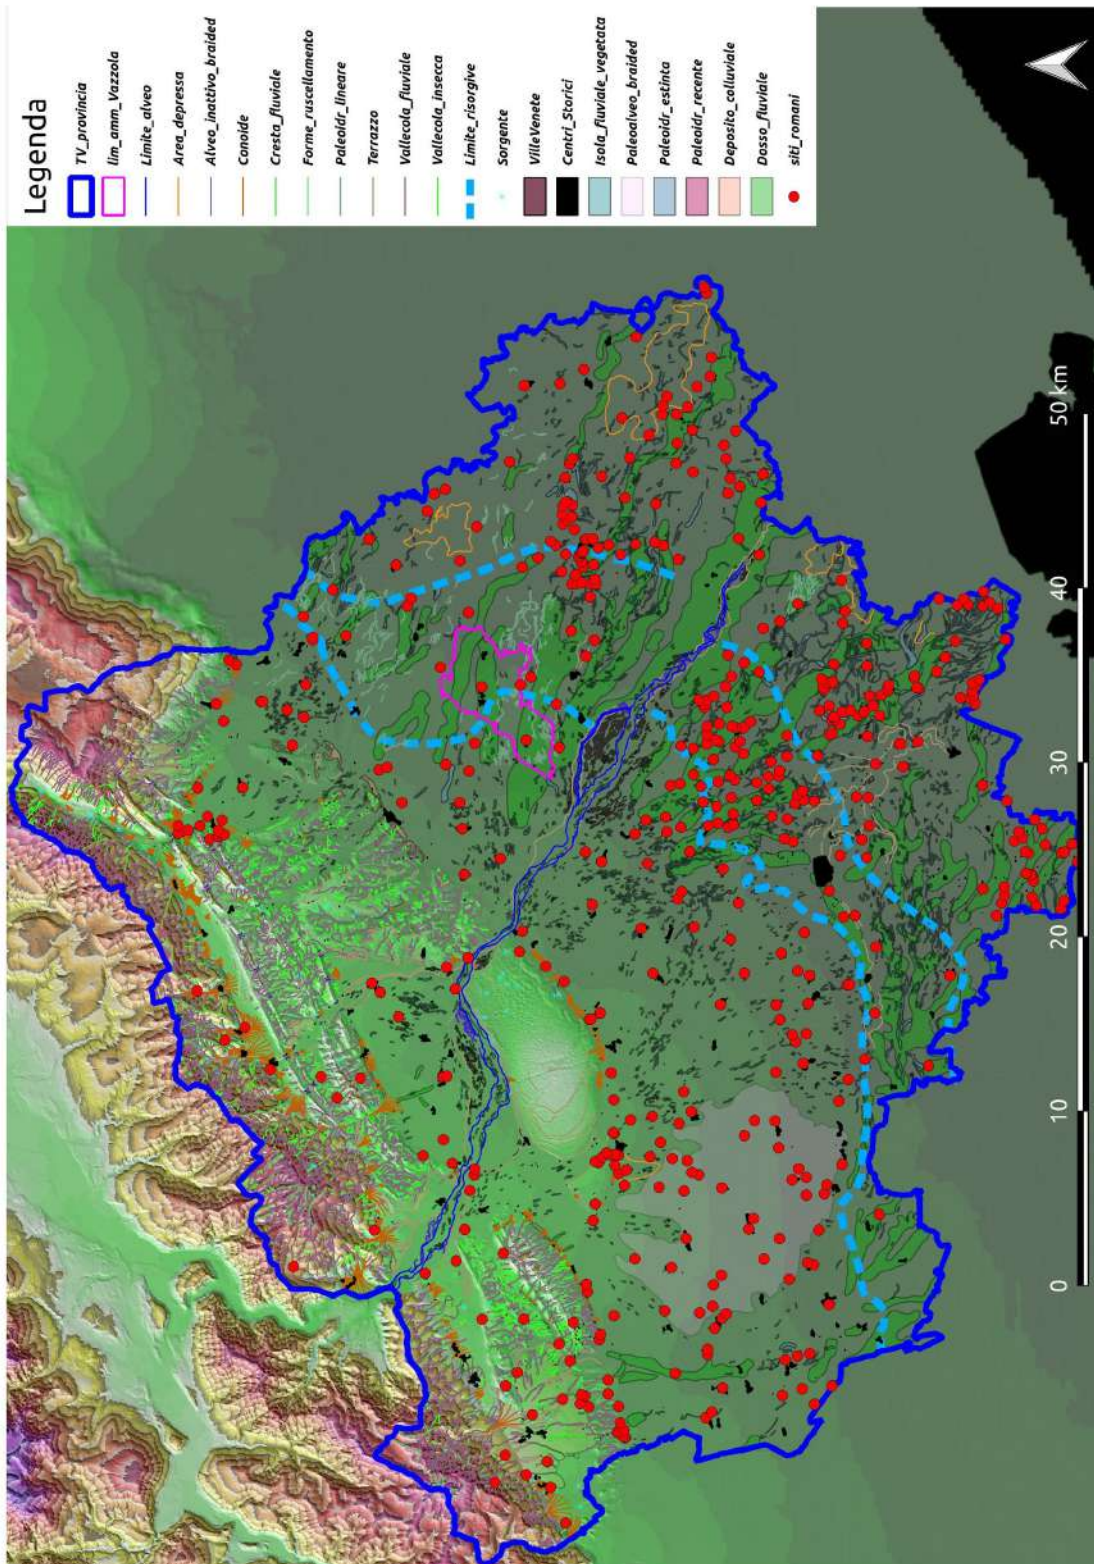 Legenda
TV_provincia
lim_amm_Vazzola
Limite_alveo
Area_depressa
Alveo_inattivo_braided
Conoide
Cresta_fluviale
Forme_ruscellamento
Paleoidr_lineare
Terrazzo
Vallecola_fluviale
Vallecola_insecca
Limite_risorgive
Sorgente
VilleVenete
Centri_Storici
Isola_fluviale_vegetata
Paleoalveo_braided
Paleoidr_estinta
Paleoidr_recente
Deposito_colluviale
Dosso_fluviale
siti_romani
0 10 20 30 40 50 km